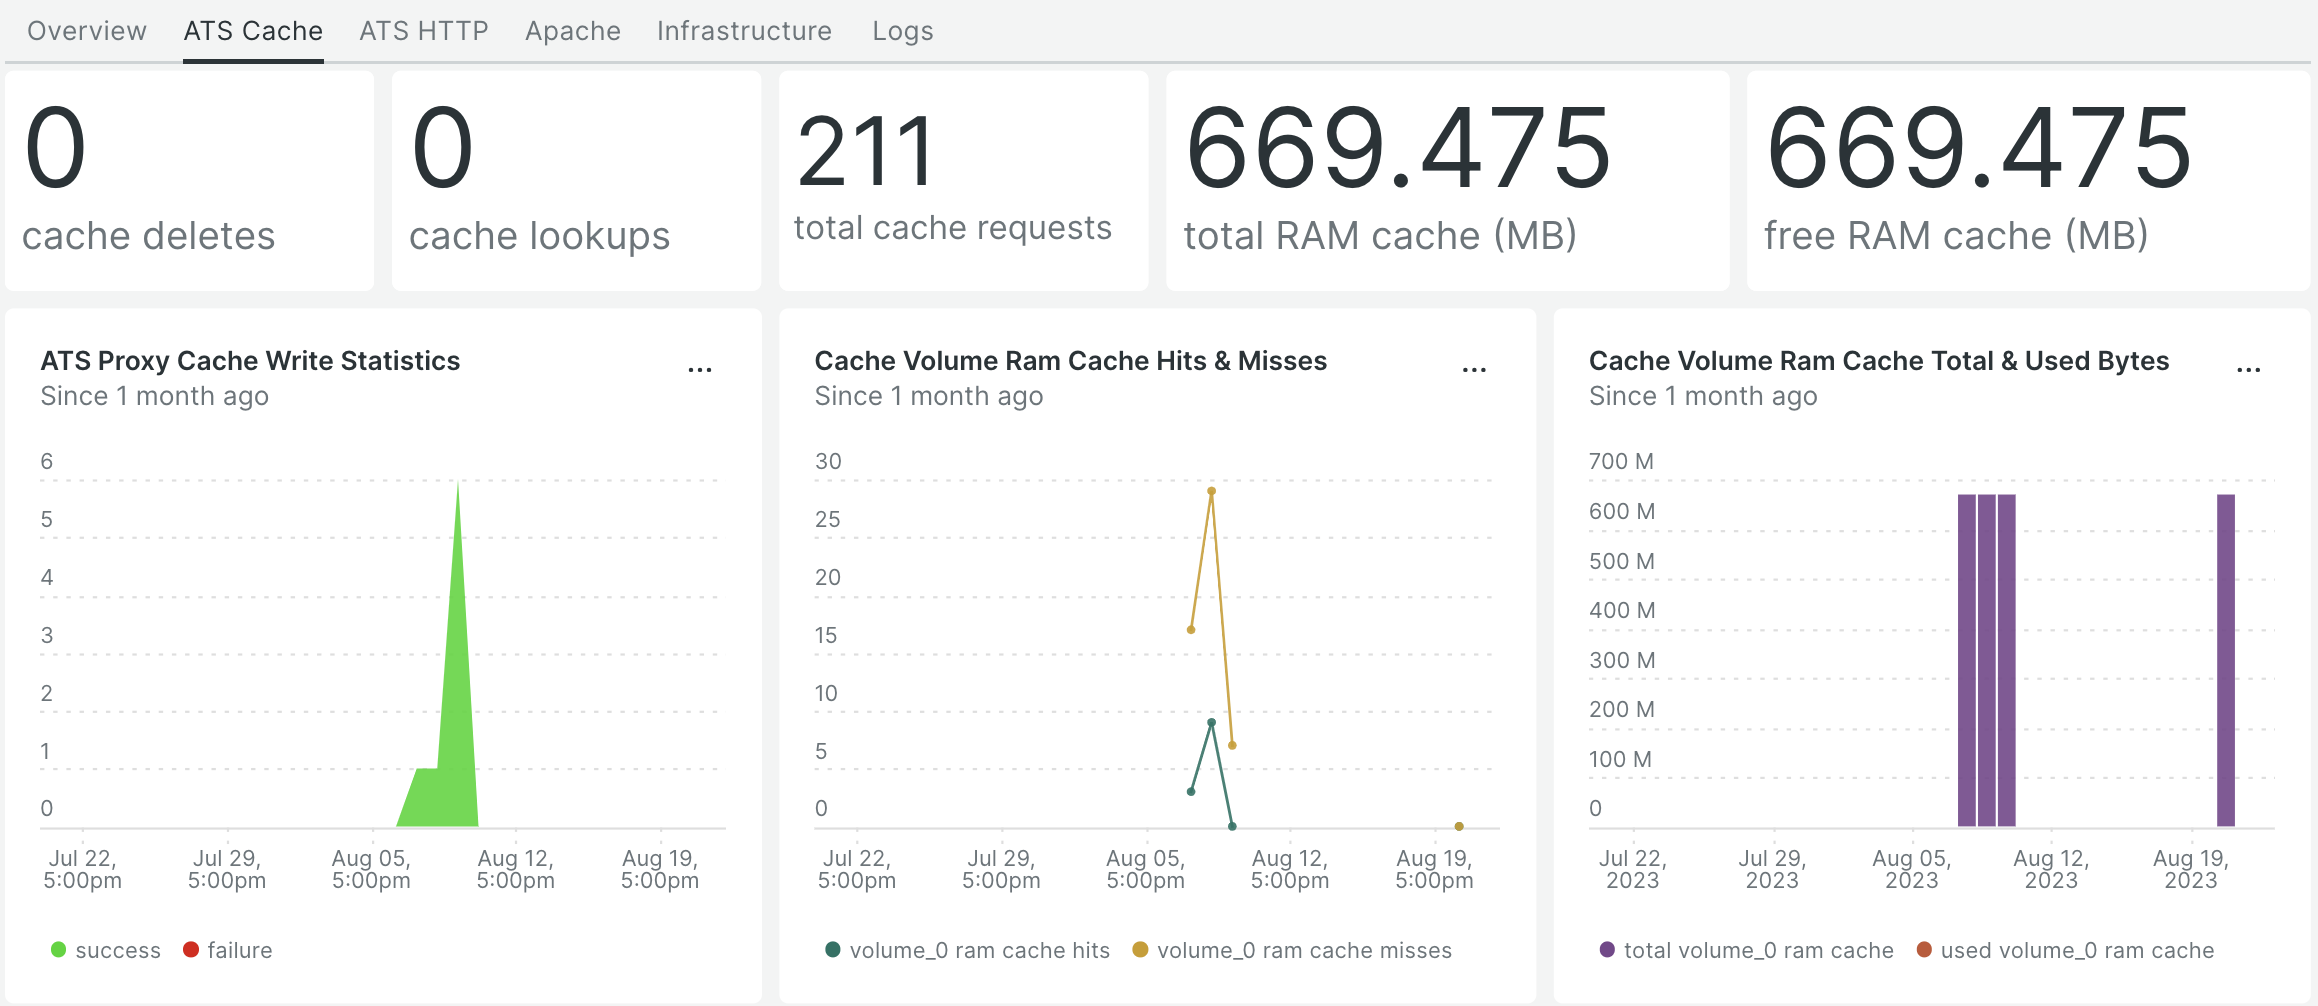 Overview ATS Cache ATS HTTP Apache Infrastructure Logs
0
cache deletes
0
cache lookups
211
total cache requests
669.475
total RAM cache (MB)
669.475
free RAM cache (MB)
ATS Proxy Cache Write Statistics
...
Since 1 month ago
6
5
4
3
2
1
0
Jul 22, 5:00pm
Jul 29, 5:00pm
Aug 05, 5:00pm
Aug 12, 5:00pm
Aug 19, 5:00pm
success failure
Cache Volume Ram Cache Hits & Misses
...
Since 1 month ago
30
25
20
15
10
5
0
Jul 22, 5:00pm
Jul 29, 5:00pm
Aug 05, 5:00pm
Aug 12, 5:00pm
Aug 19, 5:00pm
volume_0 ram cache hits volume_0 ram cache misses
Cache Volume Ram Cache Total & Used Bytes
...
Since 1 month ago
700 M
600 M
500 M
400 M
300 M
200 M
100 M
0
Jul 22, 2023
Jul 29, 2023
Aug 05, 2023
Aug 12, 2023
Aug 19, 2023
total volume_0 ram cache used volume_0 ram cache